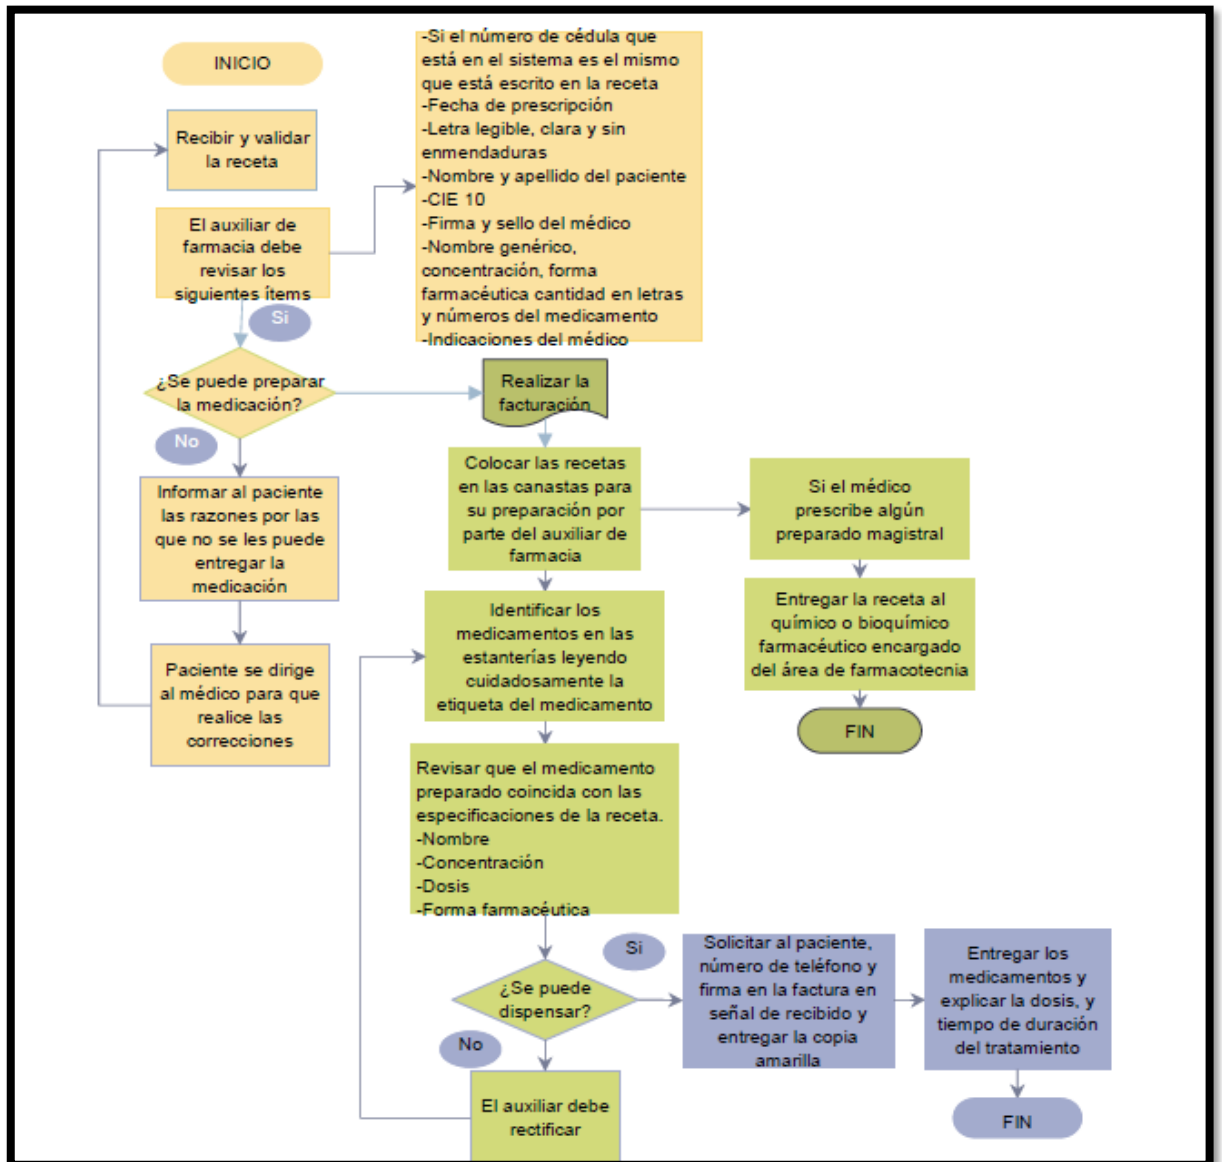 INICIO
Recibir y validar
la receta
El auxiliar de
farmacia debe
revisar los
siguientes ítems
-Si el número de cédula que
está en el sistema es el mismo
que está escrito en la receta
-Fecha de prescripción
-Letra legible, clara y sin
enmendaduras
-Nombre y apellido del paciente
-CIE 10
-Firma y sello del médico
-Nombre genérico,
concentración, forma
farmacéutica cantidad en letras
y números del medicamento
-Indicaciones del médico
Si
¿Se puede preparar
la medicación?
No
Informar al paciente
las razones por las
que no se les puede
entregar la
medicación
Paciente se dirige
al médico para que
realice las
correcciones
Realizar la
facturación
Colocar las recetas
en las canastas para
su preparación por
parte del auxiliar de
farmacia
Si el médico
prescribe algún
preparado magistral
Entregar la receta al
químico o bioquímico
farmacéutico encargado
del área de farmacotecnia
FIN
Identificar los
medicamentos en las
estanterías leyendo
cuidadosamente la
etiqueta del medicamento
Revisar que el medicamento
preparado coincida con las
especificaciones de la receta.
-Nombre
-Concentración
-Dosis
-Forma farmacéutica
¿Se puede
dispensar?
Si
No
El auxiliar debe
rectificar
Solicitar al paciente,
número de teléfono y
firma en la factura en
señal de recibido y
entregar la copia
amarilla
Entregar los
medicamentos y
explicar la dosis, y
tiempo de duración
del tratamiento
FIN